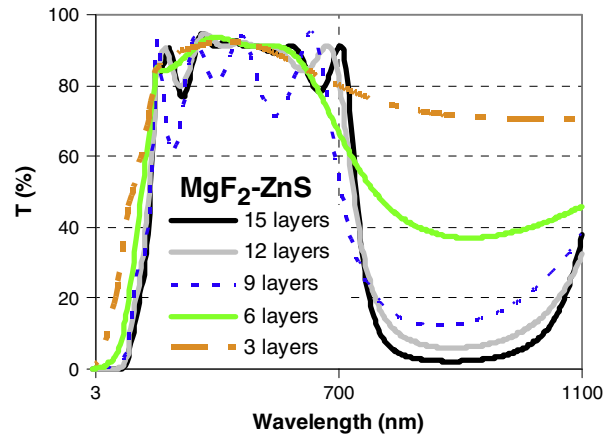 100
80
60
40
20
0
T (%)
MgF2-ZnS
15 layers
12 layers
9 layers
6 layers
3 layers
3
700
1100
Wavelength (nm)